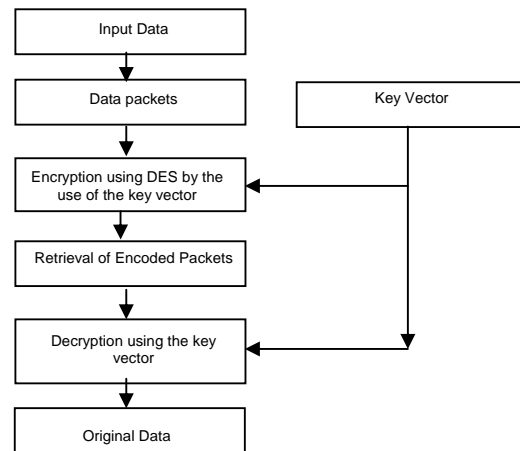 Input Data
Data packets
Key Vector
Encryption using DES by the
use of the key vector
Retrieval of Encoded Packets
Decryption using the key
vector
Original Data